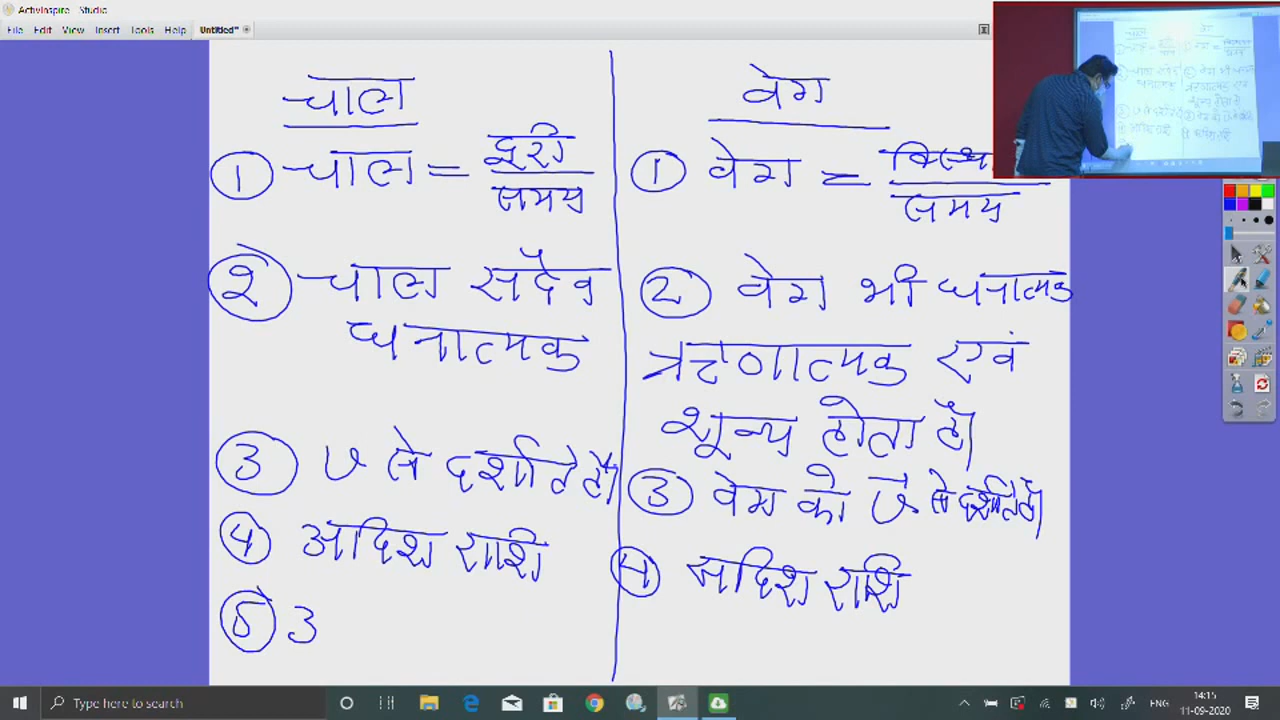 ActivInspire - Studio
File Edit View Insert Tools Help Untitled*
चाल
① चाल = दूरी
समय
② चाल सदैव
धनात्मक
③ v से दर्शाते है।
④ अदिश राशि
⑤ 3
वेग
① वेग = विस्था
समय
② वेग भी धनात्मक
ऋणात्मक एवं
शून्य होता है।
③ वेग को v⃗ से दर्शाते है।
④ सदिश राशि
Type here to search
ENG
14:15
11-09-2020